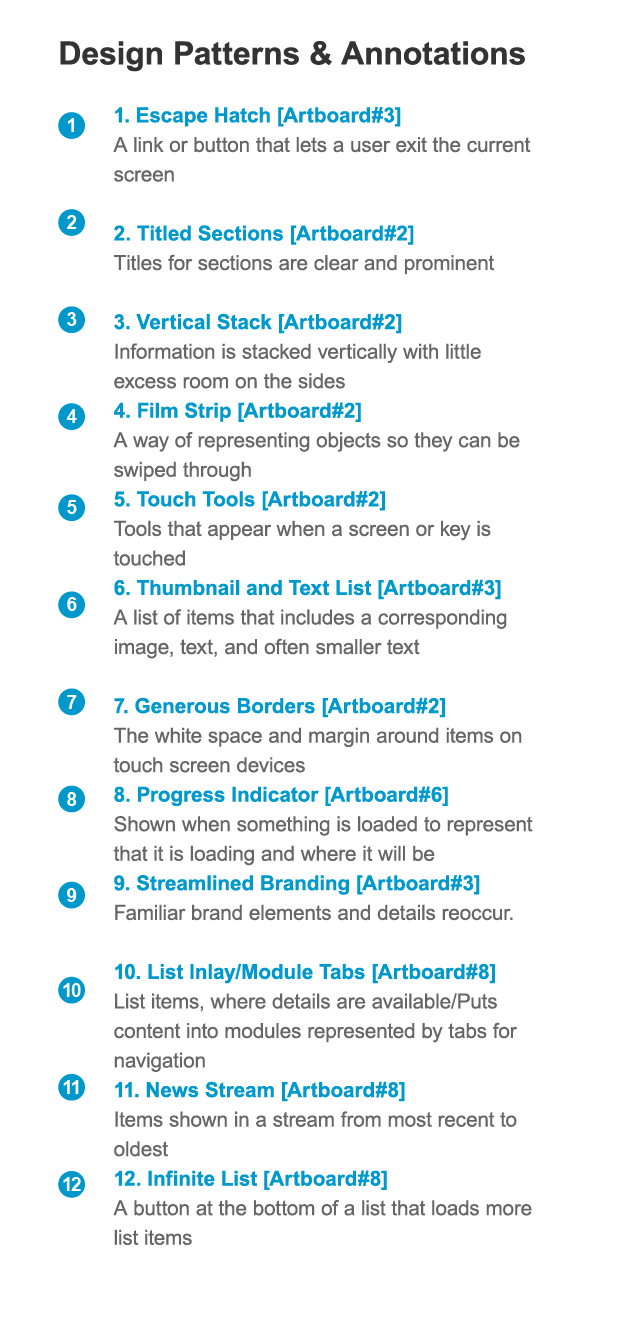 Design Patterns & Annotations
1
1. Escape Hatch [Artboard#3]
A link or button that lets a user exit the current
screen
2
2. Titled Sections [Artboard#2]
Titles for sections are clear and prominent
3
3. Vertical Stack [Artboard#2]
Information is stacked vertically with little
excess room on the sides
4
4. Film Strip [Artboard#2]
A way of representing objects so they can be
swiped through
5
5. Touch Tools [Artboard#2]
Tools that appear when a screen or key is
touched
6
6. Thumbnail and Text List [Artboard#3]
A list of items that includes a corresponding
image, text, and often smaller text
7
7. Generous Borders [Artboard#2]
The white space and margin around items on
touch screen devices
8
8. Progress Indicator [Artboard#6]
Shown when something is loaded to represent
that it is loading and where it will be
9
9. Streamlined Branding [Artboard#3]
Familiar brand elements and details reoccur.
10
10. List Inlay/Module Tabs [Artboard#8]
List items, where details are available/Puts
content into modules represented by tabs for
navigation
11
11. News Stream [Artboard#8]
Items shown in a stream from most recent to
oldest
12
12. Infinite List [Artboard#8]
A button at the bottom of a list that loads more
list items